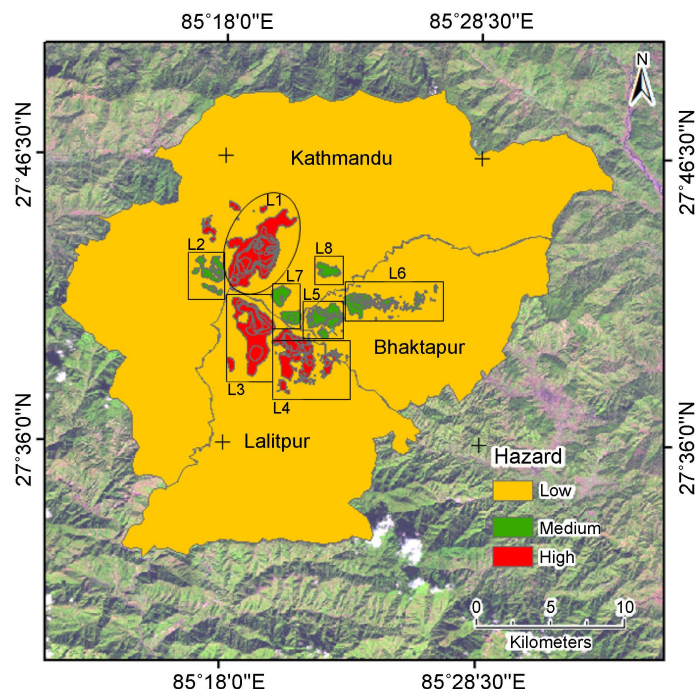 85°18'0"E
85°28'30"E
N
27°46'30"N
27°46'30"N
Kathmandu
L1
L2
L8
L7
L6
L5
Bhaktapur
L3
L4
27°36'0"N
27°36'0"N
Lalitpur
Hazard
Low
Medium
High
0
5
10
Kilometers
85°18'0"E
85°28'30"E